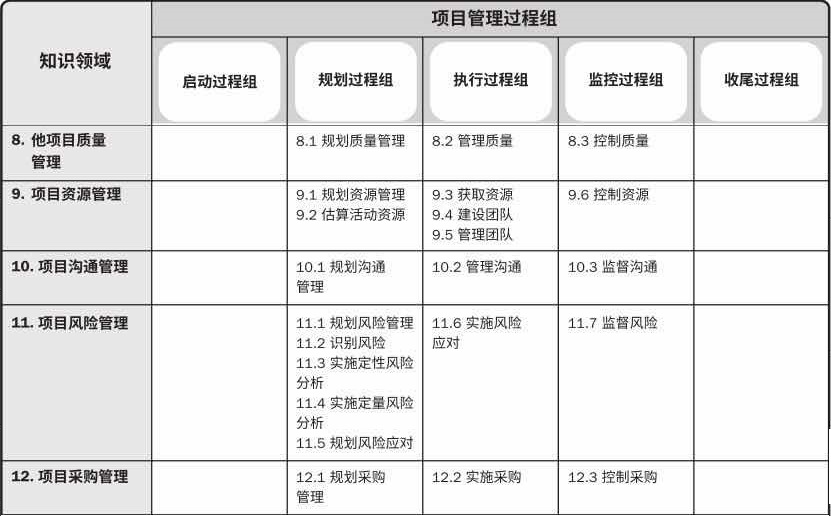 项目管理过程组
知识领域
启动过程组
规划过程组
执行过程组
监控过程组
收尾过程组
8. 他项目质量
管理
8.1 规划质量管理
8.2 管理质量
8.3 控制质量
9. 项目资源管理
9.1 规划资源管理
9.2 估算活动资源
9.3 获取资源
9.4 建设团队
9.5 管理团队
9.6 控制资源
10. 项目沟通管理
10.1 规划沟通
管理
10.2 管理沟通
10.3 监督沟通
11. 项目风险管理
11.1 规划风险管理
11.2 识别风险
11.3 实施定性风险
分析
11.4 实施定量风险
分析
11.5 规划风险应对
11.6 实施风险
应对
11.7 监督风险
12. 项目采购管理
12.1 规划采购
管理
12.2 实施采购
12.3 控制采购